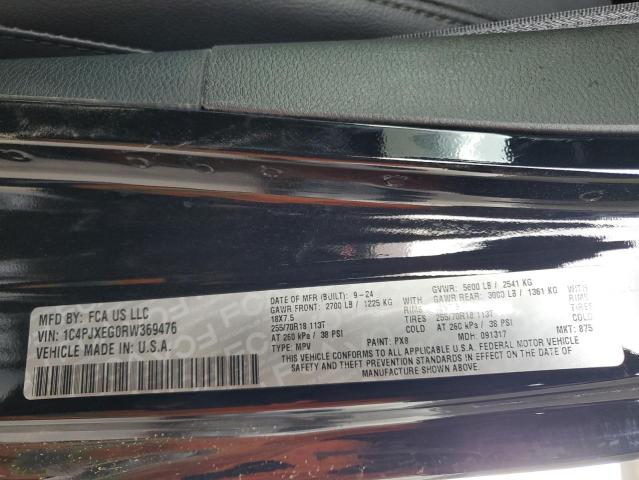 MFD BY: FCA US LLC
VIN: 1C4PJXEG0RW369476
VEHICLE MADE IN U.S.A.
DATE OF MFR (BUILT): 9-24 GVWR: 5600 LB / 2541 KG
GAWR FRONT: 2700 LB / 1225 KG GAWR REAR: 3000 LB / 1361 KG
18X7.5 RIMS
255/70R18 113T TIRES 255/70R18 113T TIRES
AT 260 kPa / 38 PSI COLD AT 260 kPa / 38 PSI COLD
TYPE: MPV PAINT: PX8 MDH: 091317 MKT: 875
THIS VEHICLE CONFORMS TO ALL APPLICABLE U.S.A. FEDERAL MOTOR VEHICLE
SAFETY AND THEFT PREVENTION STANDARDS IN EFFECT ON THE DATE OF
MANUFACTURE SHOWN ABOVE.